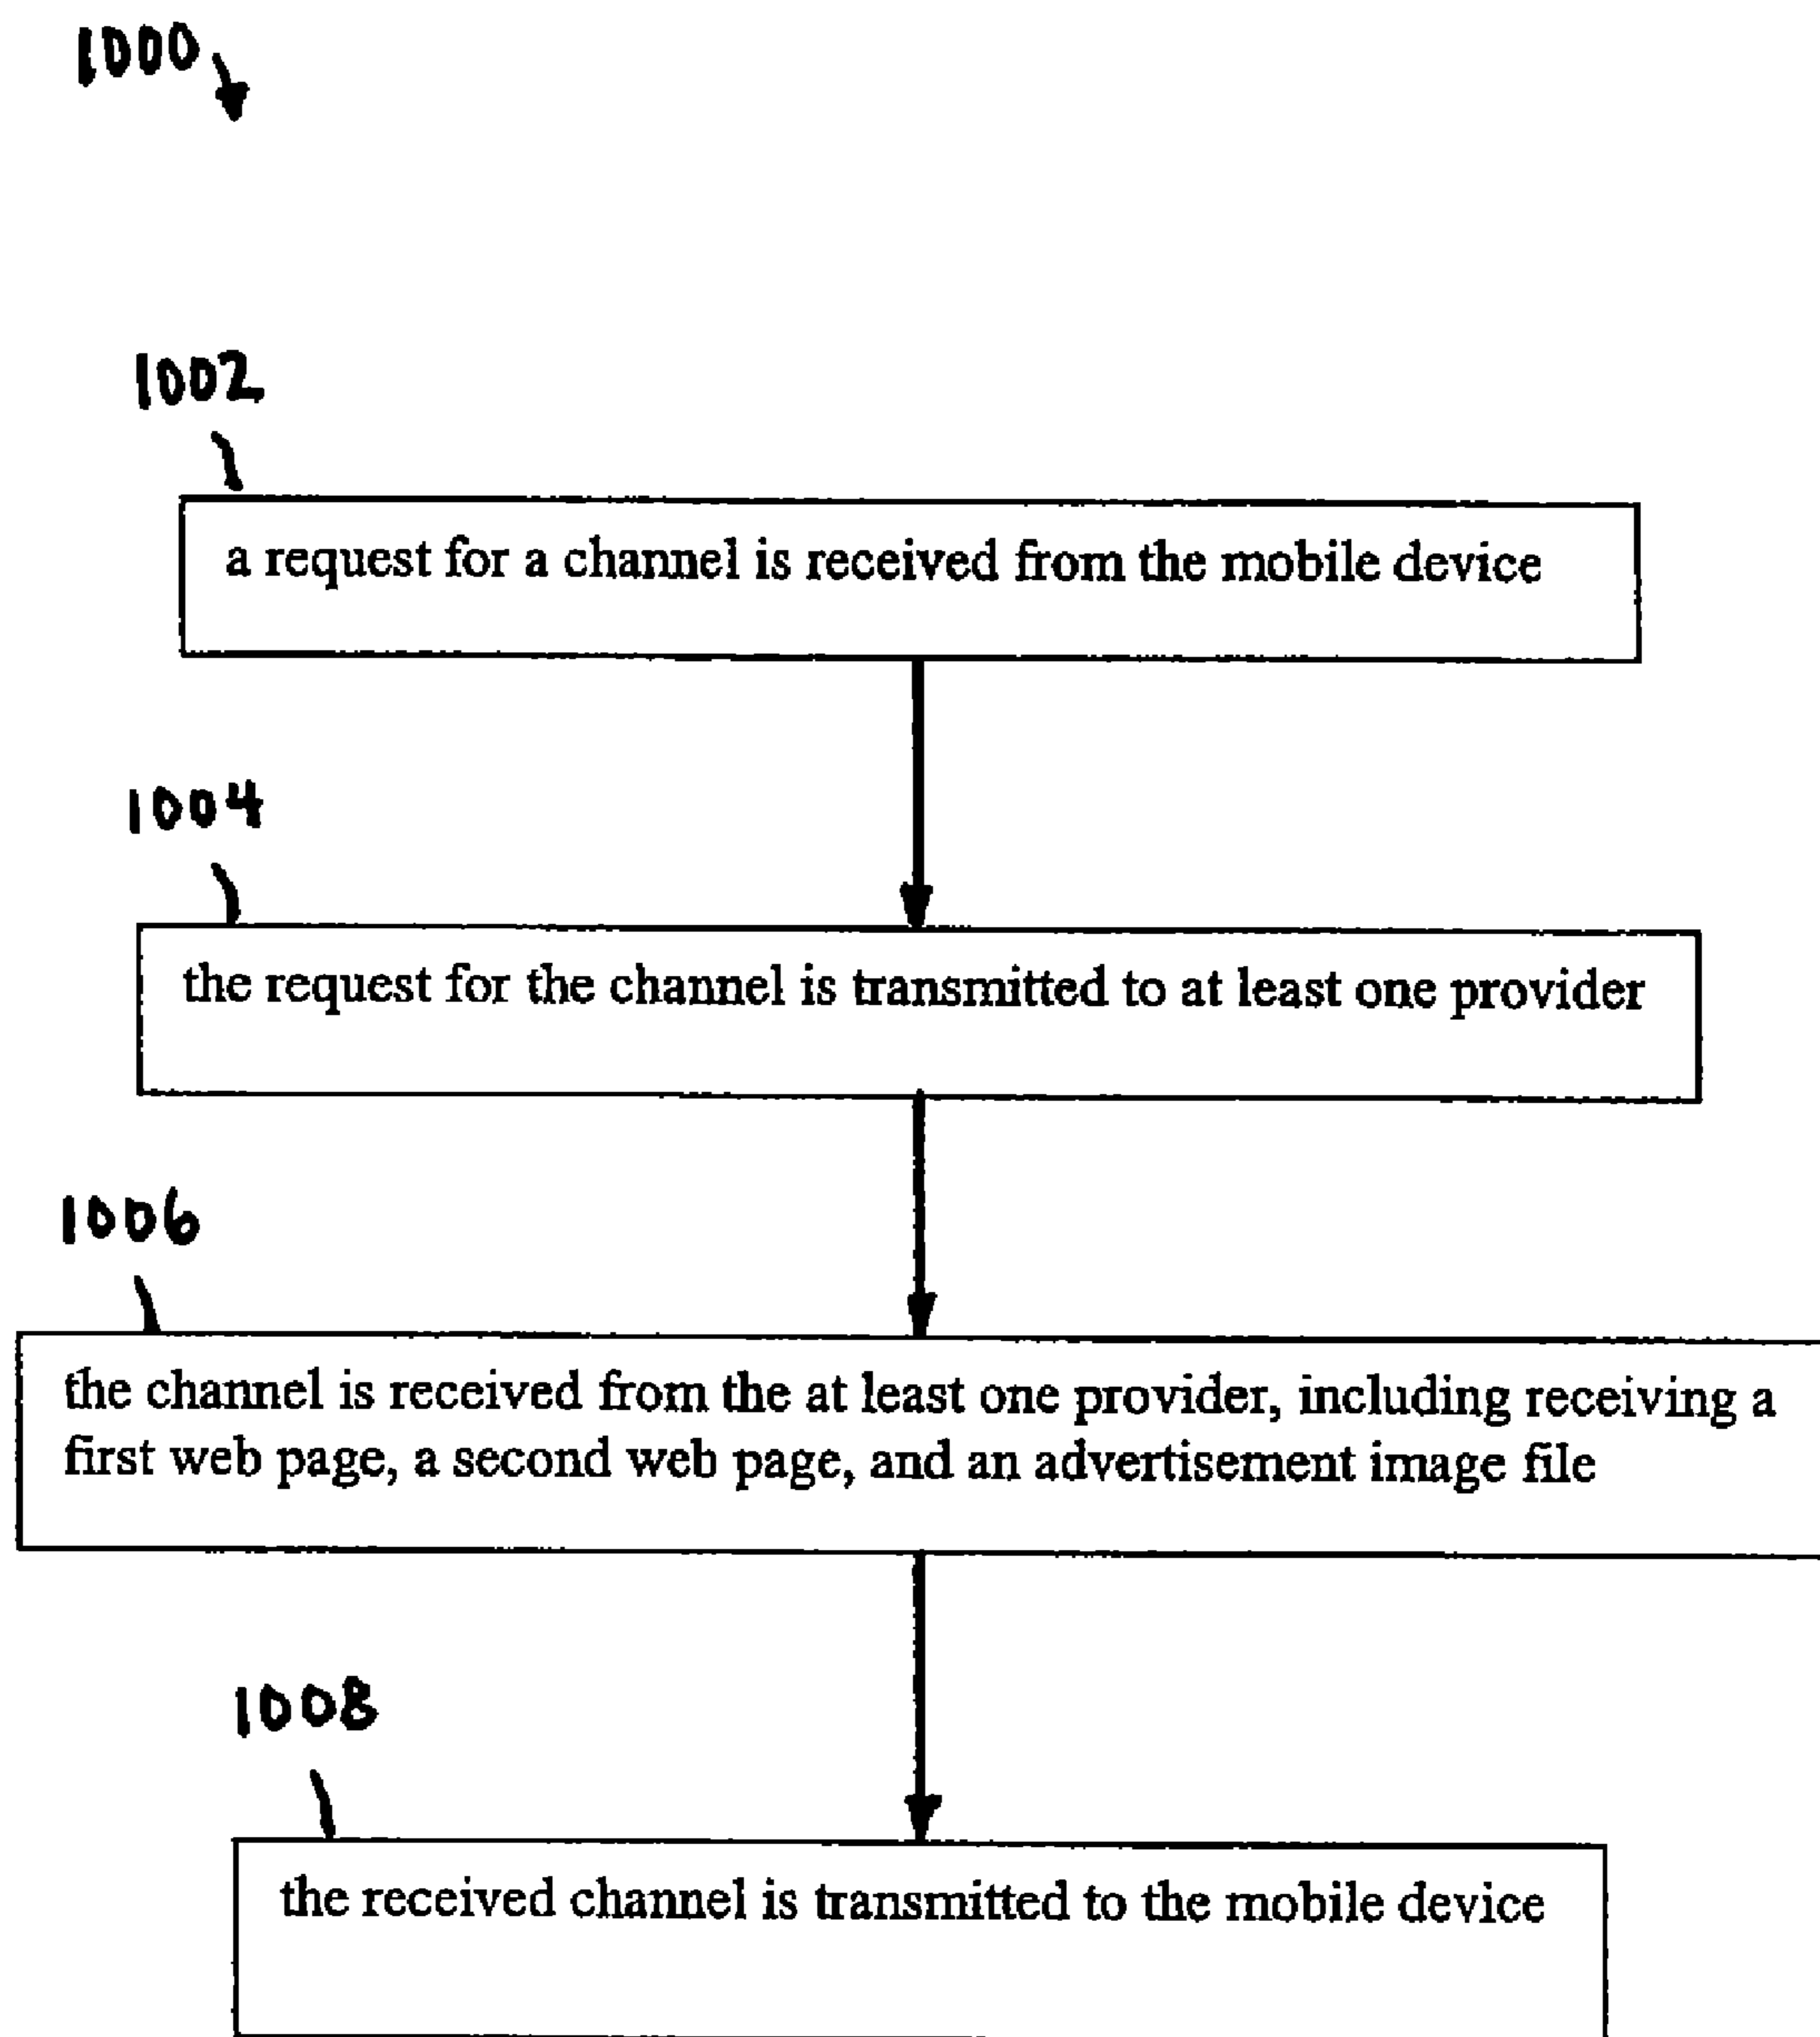 1000
1002
a request for a channel is received from the mobile device
1004
the request for the channel is transmitted to at least one provider
1006
the channel is received from the at least one provider, including receiving a
first web page, a second web page, and an advertisement image file
1008
the received channel is transmitted to the mobile device